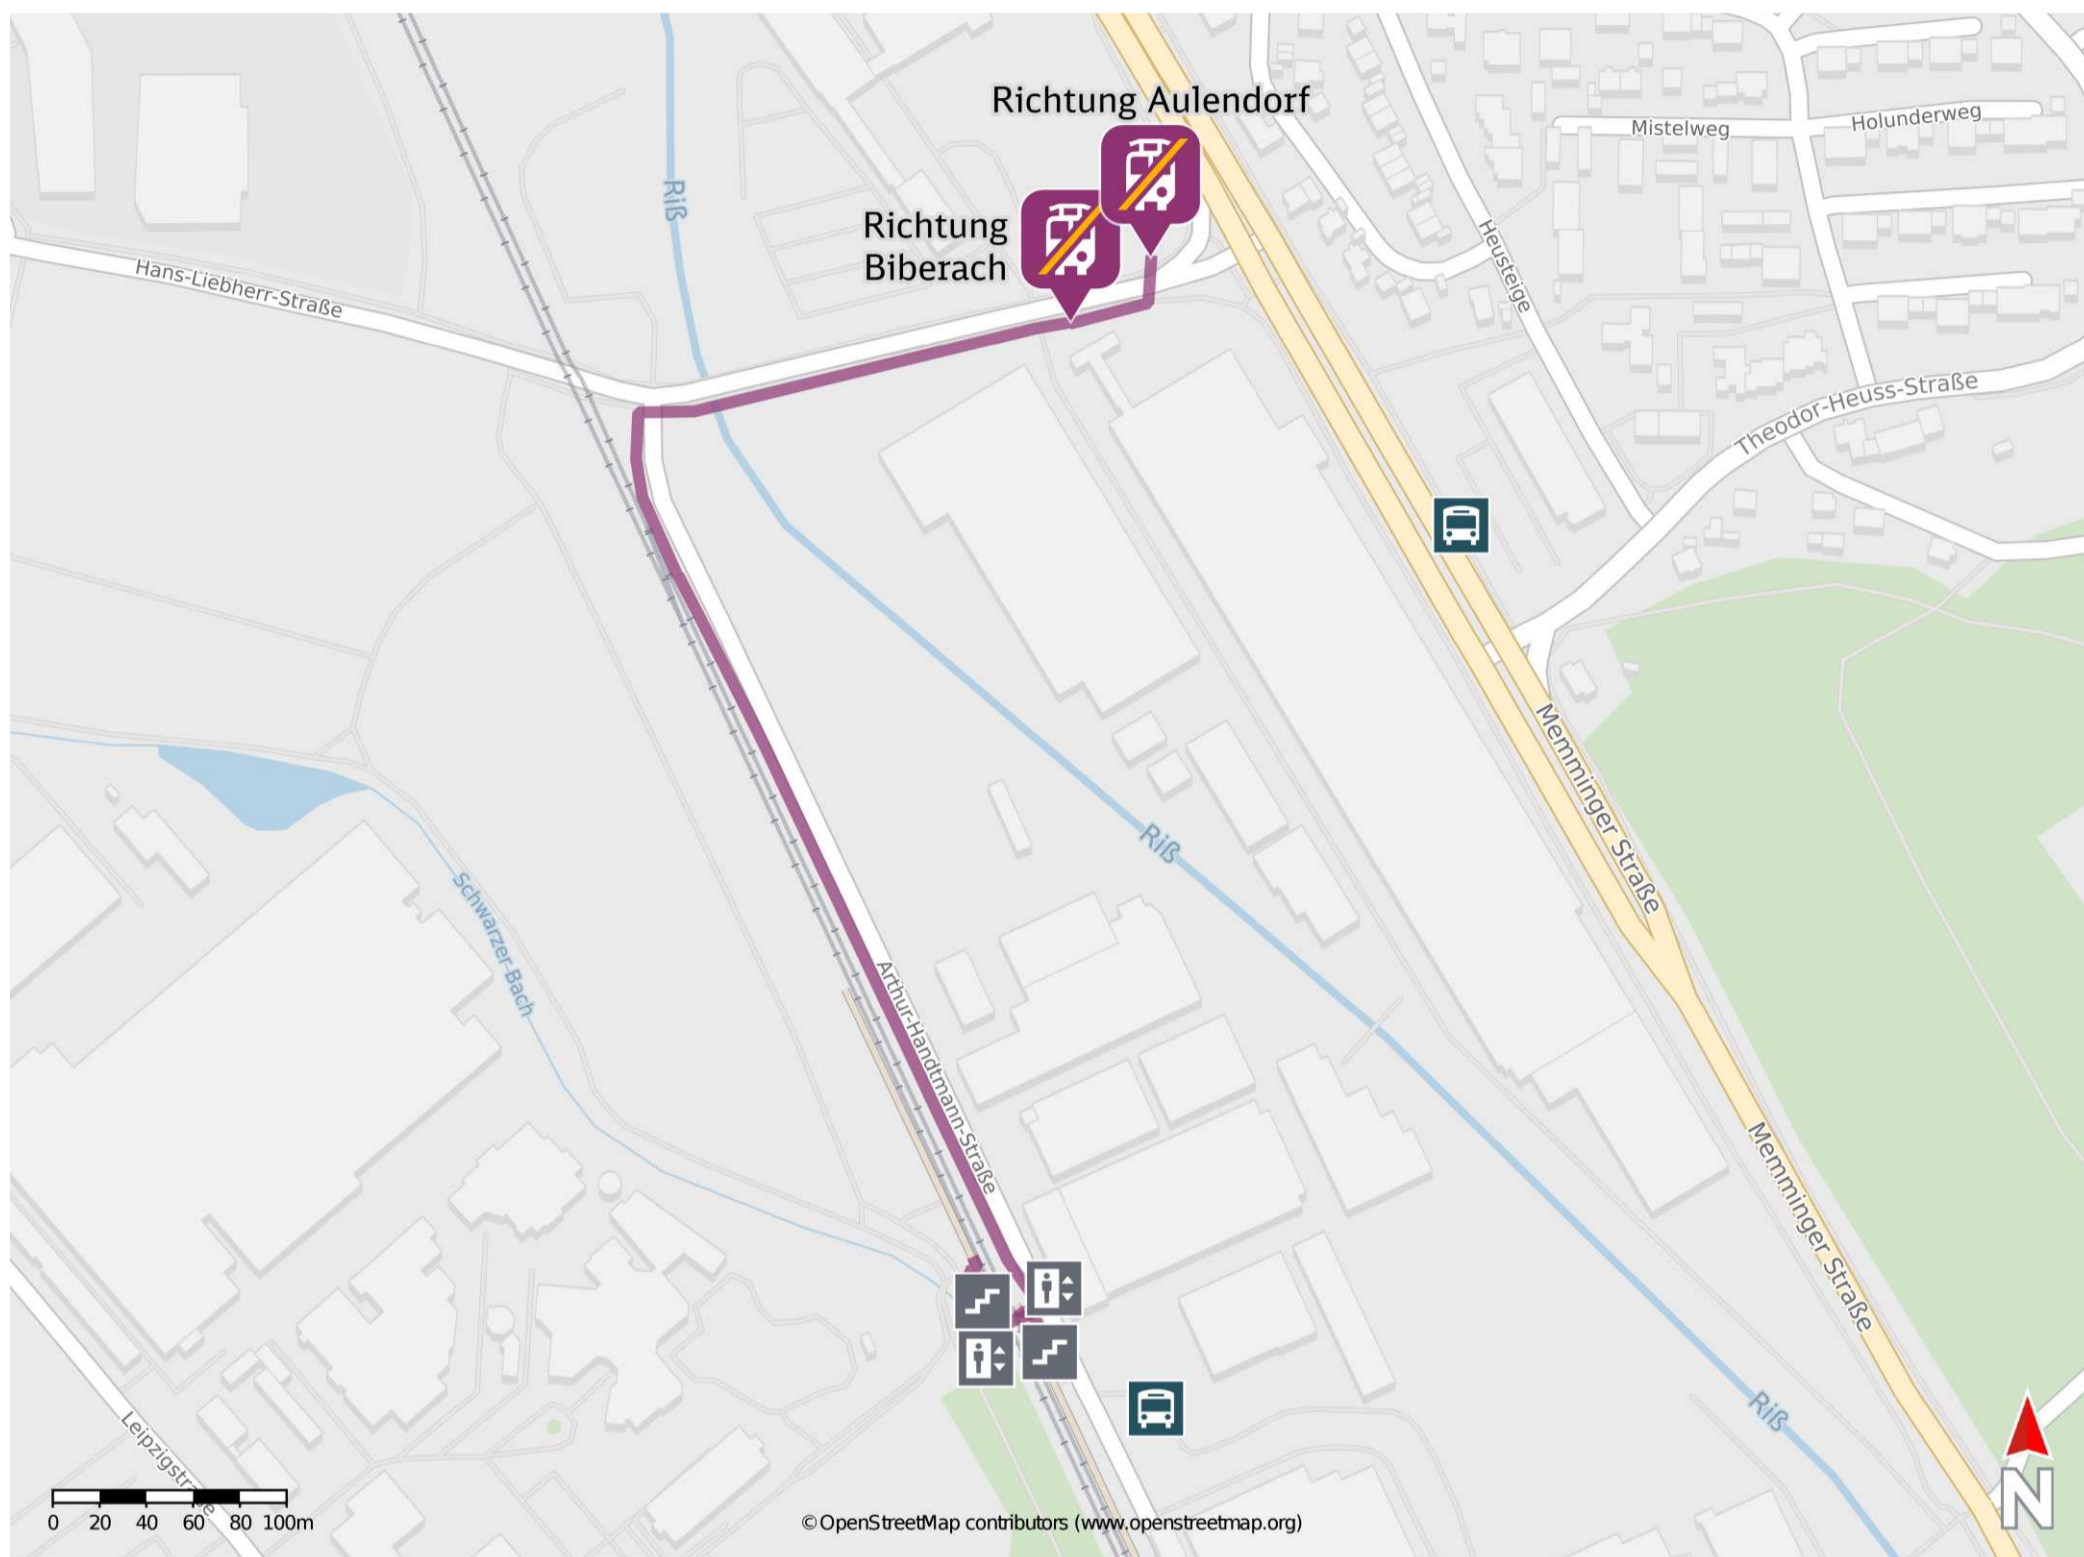 Richtung Aulendorf
Richtung
Biberach
Mistelweg
Holunderweg
Riß
Heusteige
Hans-Liebherr-Straße
Theodor-Heuss-Straße
Memminger Straße
Riß
Schwarzer Bach
Arthur-Handtmann-Straße
Memminger Straße
Riß
Leipzigstraße
0 20 40 60 80 100m
© OpenStreetMap contributors (www.openstreetmap.org)
N